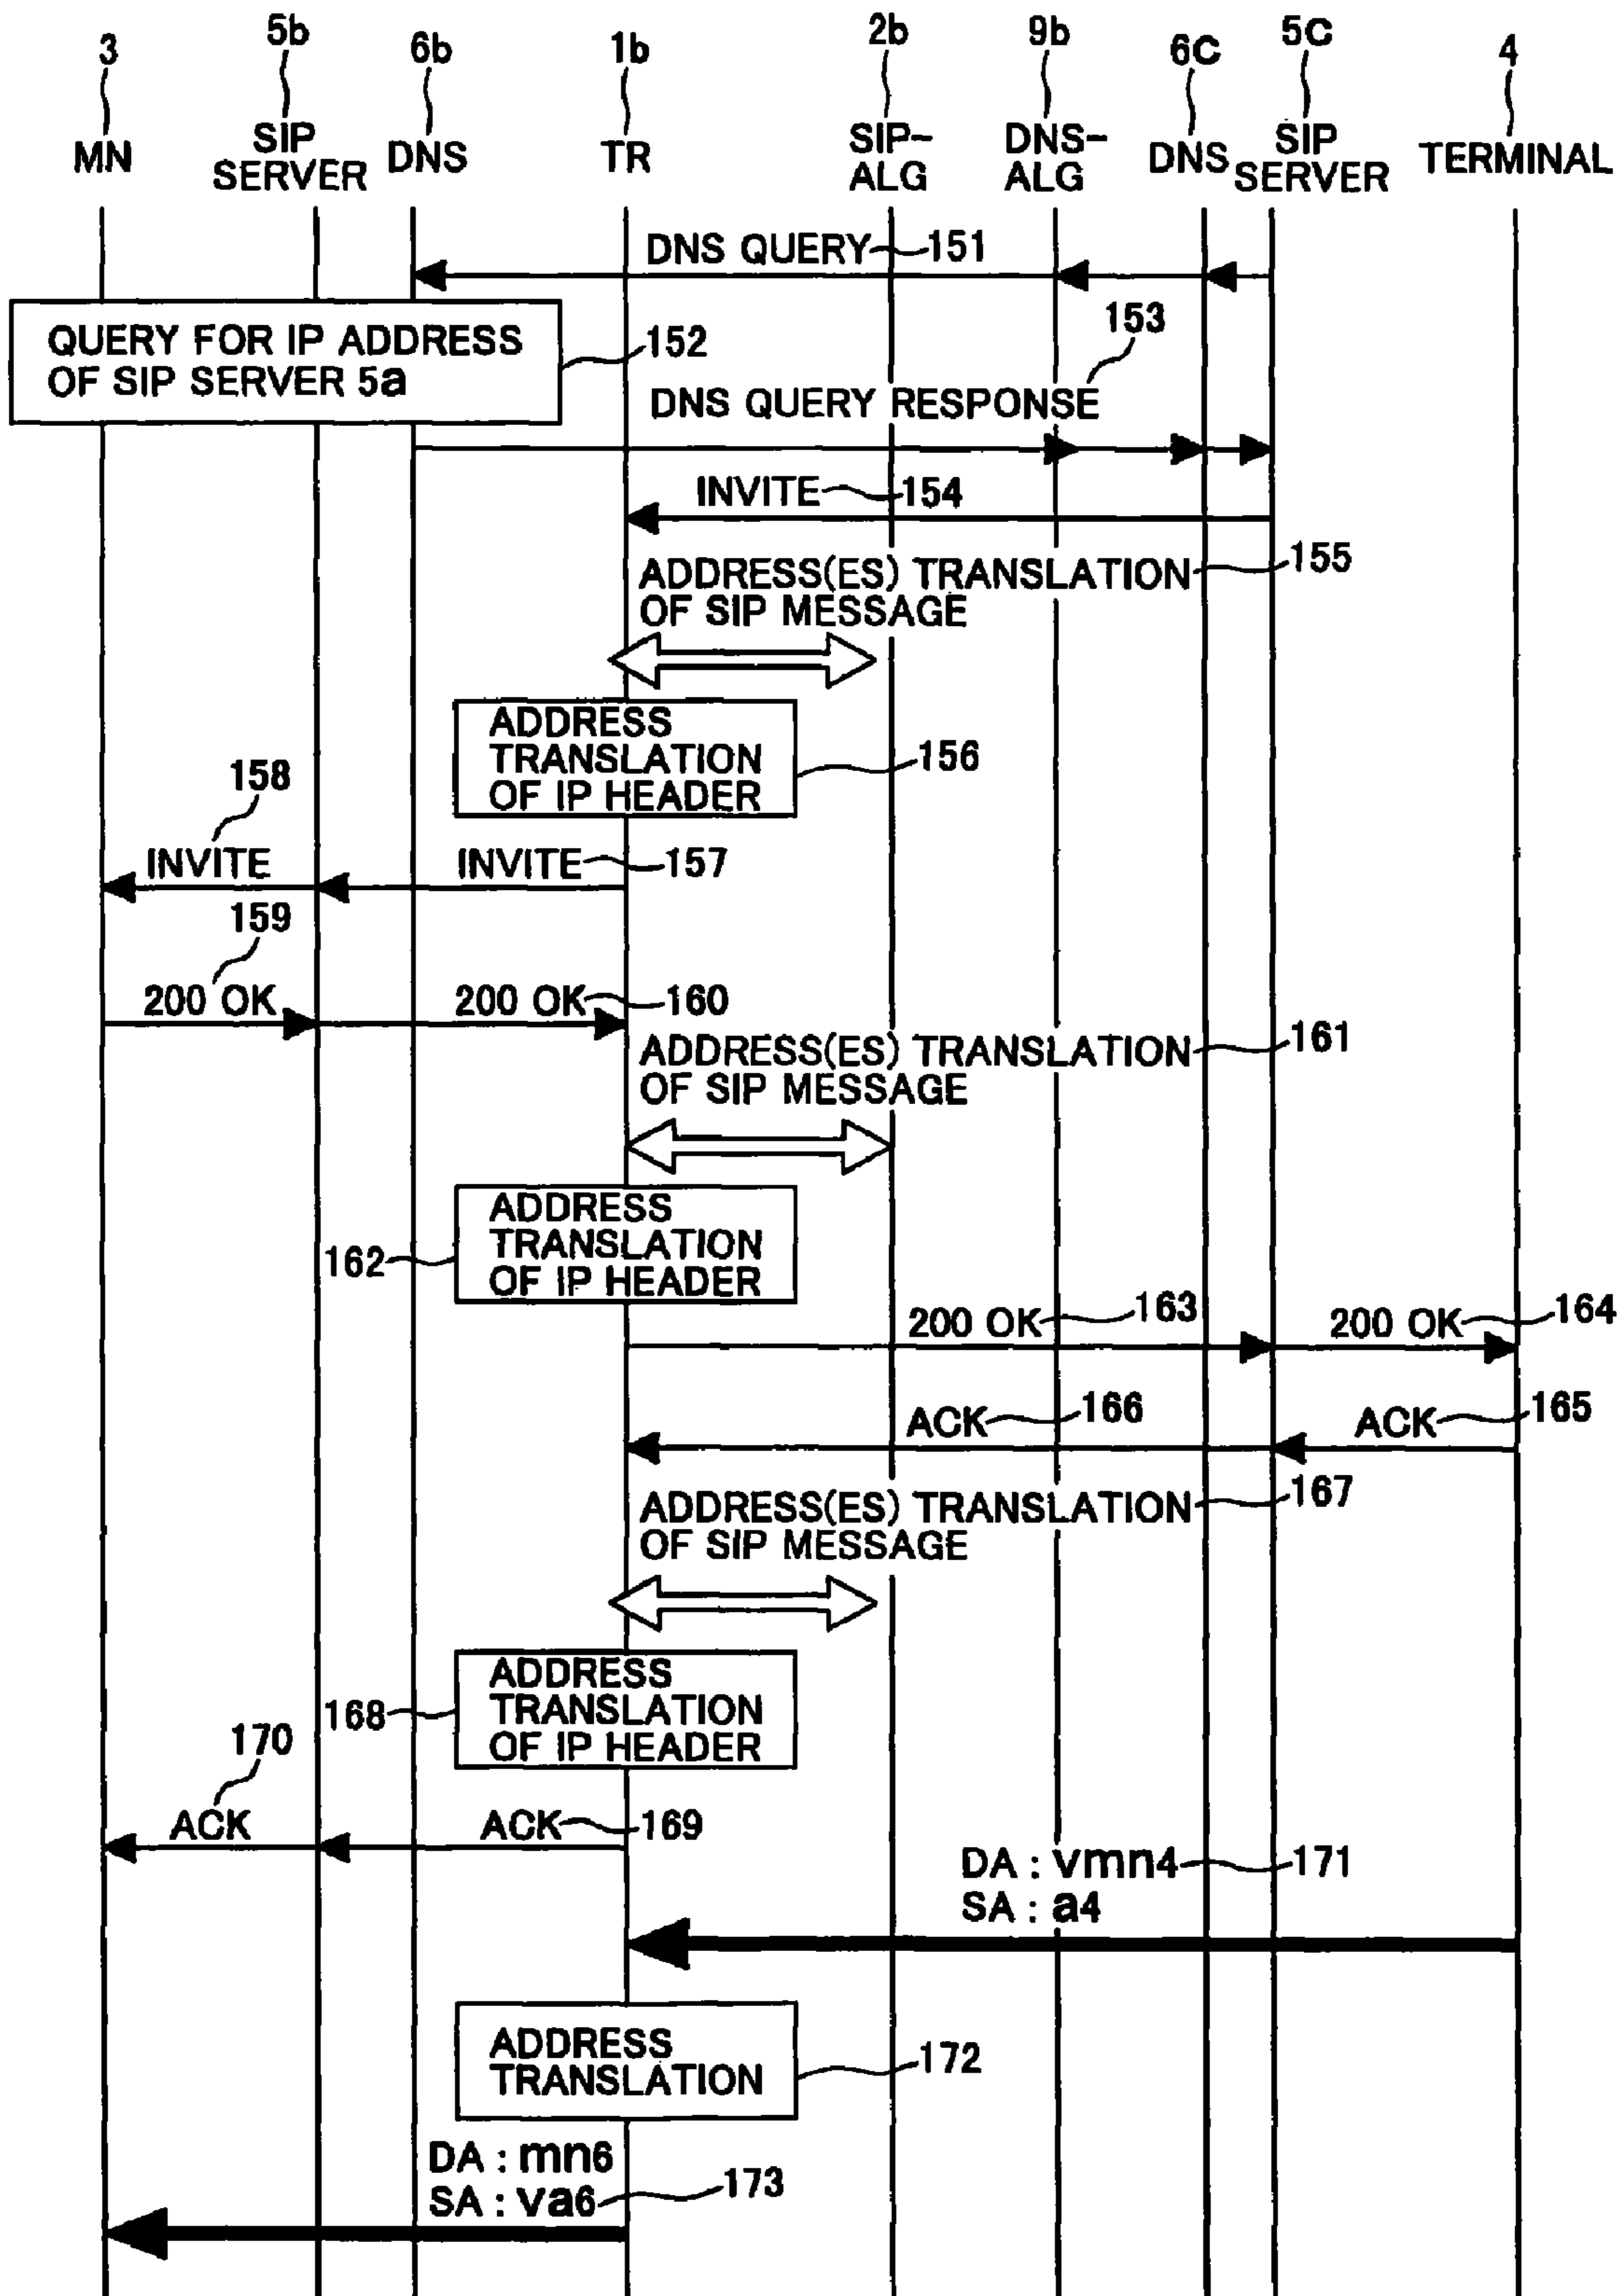 3
5b
6b
1b
2b
9b
6C
5C
4
MN
SIP
SERVER
DNS
TR
SIP-
ALG
DNS-
ALG
DNS
SIP
SERVER
TERMINAL
DNS QUERY 151
QUERY FOR IP ADDRESS
OF SIP SERVER 5a
152
153
DNS QUERY RESPONSE
INVITE 154
ADDRESS(ES) TRANSLATION 155
OF SIP MESSAGE
ADDRESS
TRANSLATION
OF IP HEADER
156
158
INVITE
INVITE 157
159
200 OK
200 OK 160
ADDRESS(ES) TRANSLATION 161
OF SIP MESSAGE
162
ADDRESS
TRANSLATION
OF IP HEADER
200 OK 163
200 OK 164
ACK 166
ACK 165
ADDRESS(ES) TRANSLATION 167
OF SIP MESSAGE
168
ADDRESS
TRANSLATION
OF IP HEADER
170
ACK
ACK 169
DA : vmn4 171
SA : a4
ADDRESS
TRANSLATION
172
DA : mn6
SA : va6 173